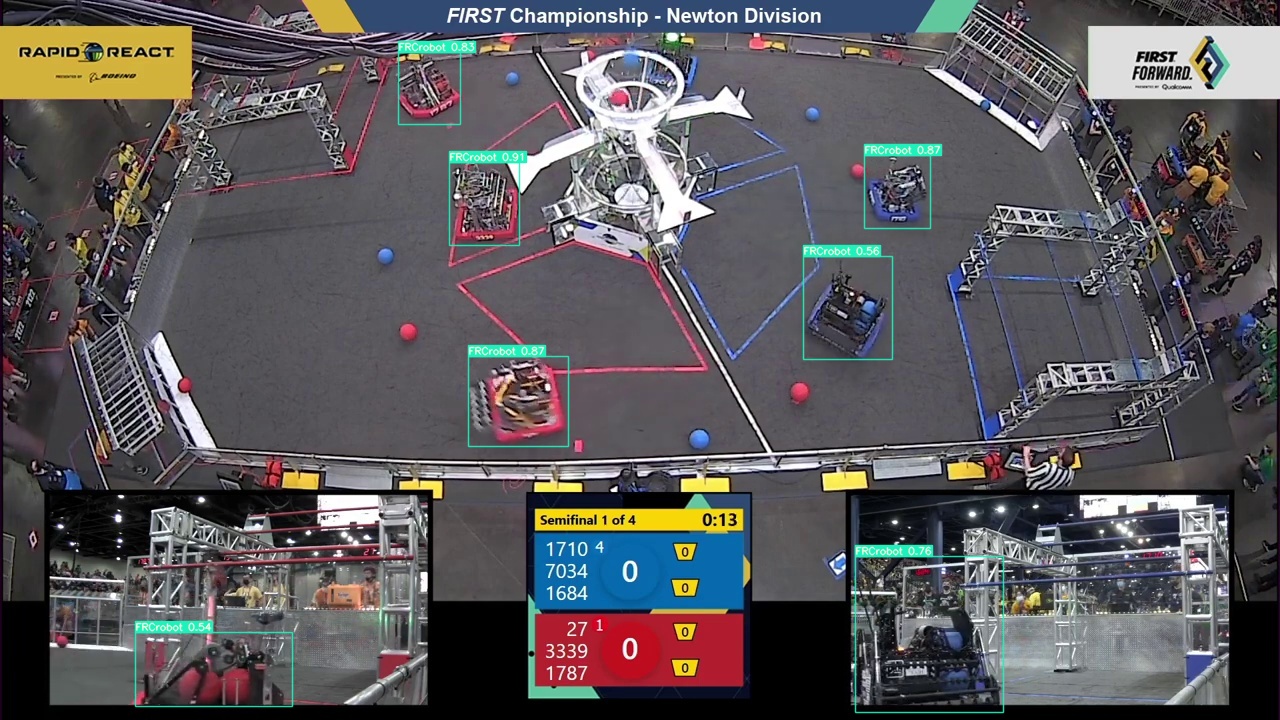 FIRST Championship - Newton Division
RAPID REACT
PRESENTED BY BOEING
FIRST
FORWARD.
PRESENTED BY Qualcomm
FRCrobot 0.83
FRCrobot 0.91
FRCrobot 0.87
FRCrobot 0.56
FRCrobot 0.87
FRCrobot 0.54
FRCrobot 0.76
Semifinal 1 of 4 0:13
1710 4
7034
1684
0
0
0
27 1
3339
1787
0
0
0